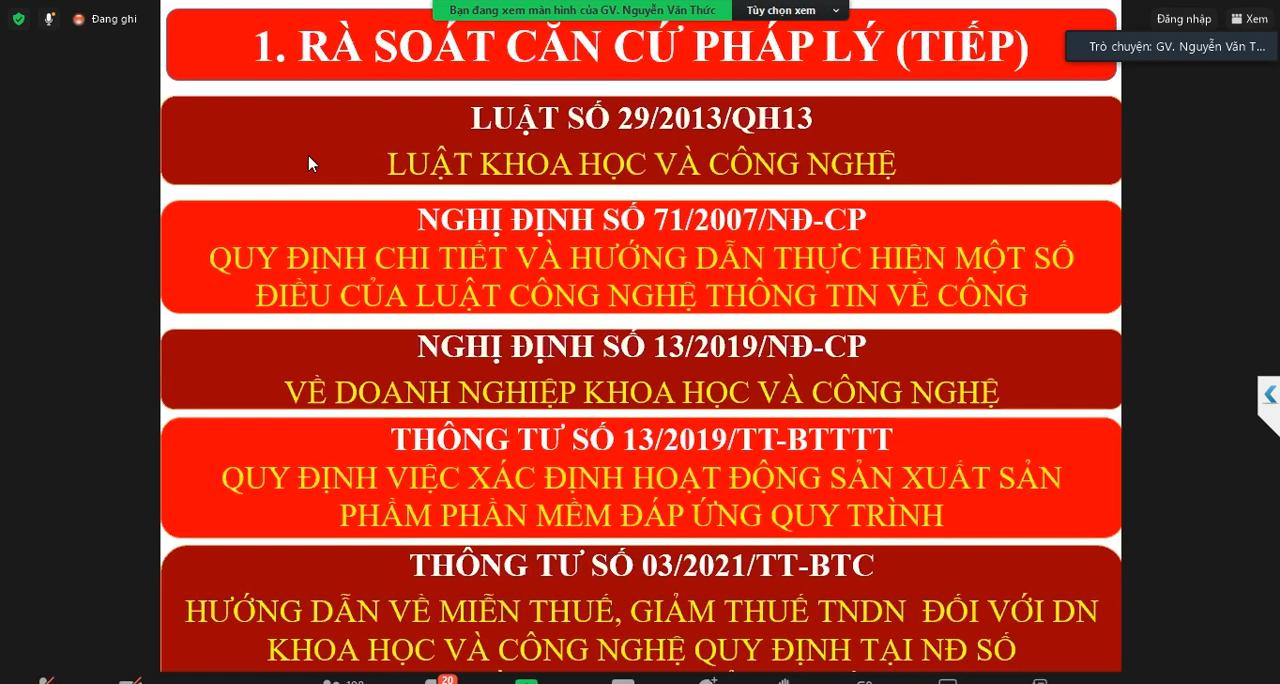 Bạn đang xem màn hình của GV. Nguyễn Văn Thức
Tùy chọn xem
Đang ghi
Đăng nhập
Xem
Trò chuyện: GV. Nguyễn Văn T...
1. RÀ SOÁT CĂN CỨ PHÁP LÝ (TIẾP)
LUẬT SỐ 29/2013/QH13
LUẬT KHOA HỌC VÀ CÔNG NGHỆ
NGHỊ ĐỊNH SỐ 71/2007/NĐ-CP
QUY ĐỊNH CHI TIẾT VÀ HƯỚNG DẪN THỰC HIỆN MỘT SỐ
ĐIỀU CỦA LUẬT CÔNG NGHỆ THÔNG TIN VỀ CÔNG
NGHỊ ĐỊNH SỐ 13/2019/NĐ-CP
VỀ DOANH NGHIỆP KHOA HỌC VÀ CÔNG NGHỆ
THÔNG TƯ SỐ 13/2019/TT-BTTTT
QUY ĐỊNH VIỆC XÁC ĐỊNH HOẠT ĐỘNG SẢN XUẤT SẢN
PHẦM PHẦN MỀM ĐÁP ỨNG QUY TRÌNH
THÔNG TƯ SỐ 03/2021/TT-BTC
HƯỚNG DẪN VỀ MIỄN THUẾ, GIẢM THUẾ TNDN ĐỐI VỚI DN
KHOA HỌC VÀ CÔNG NGHỆ QUY ĐỊNH TẠI NĐ SỐ
20